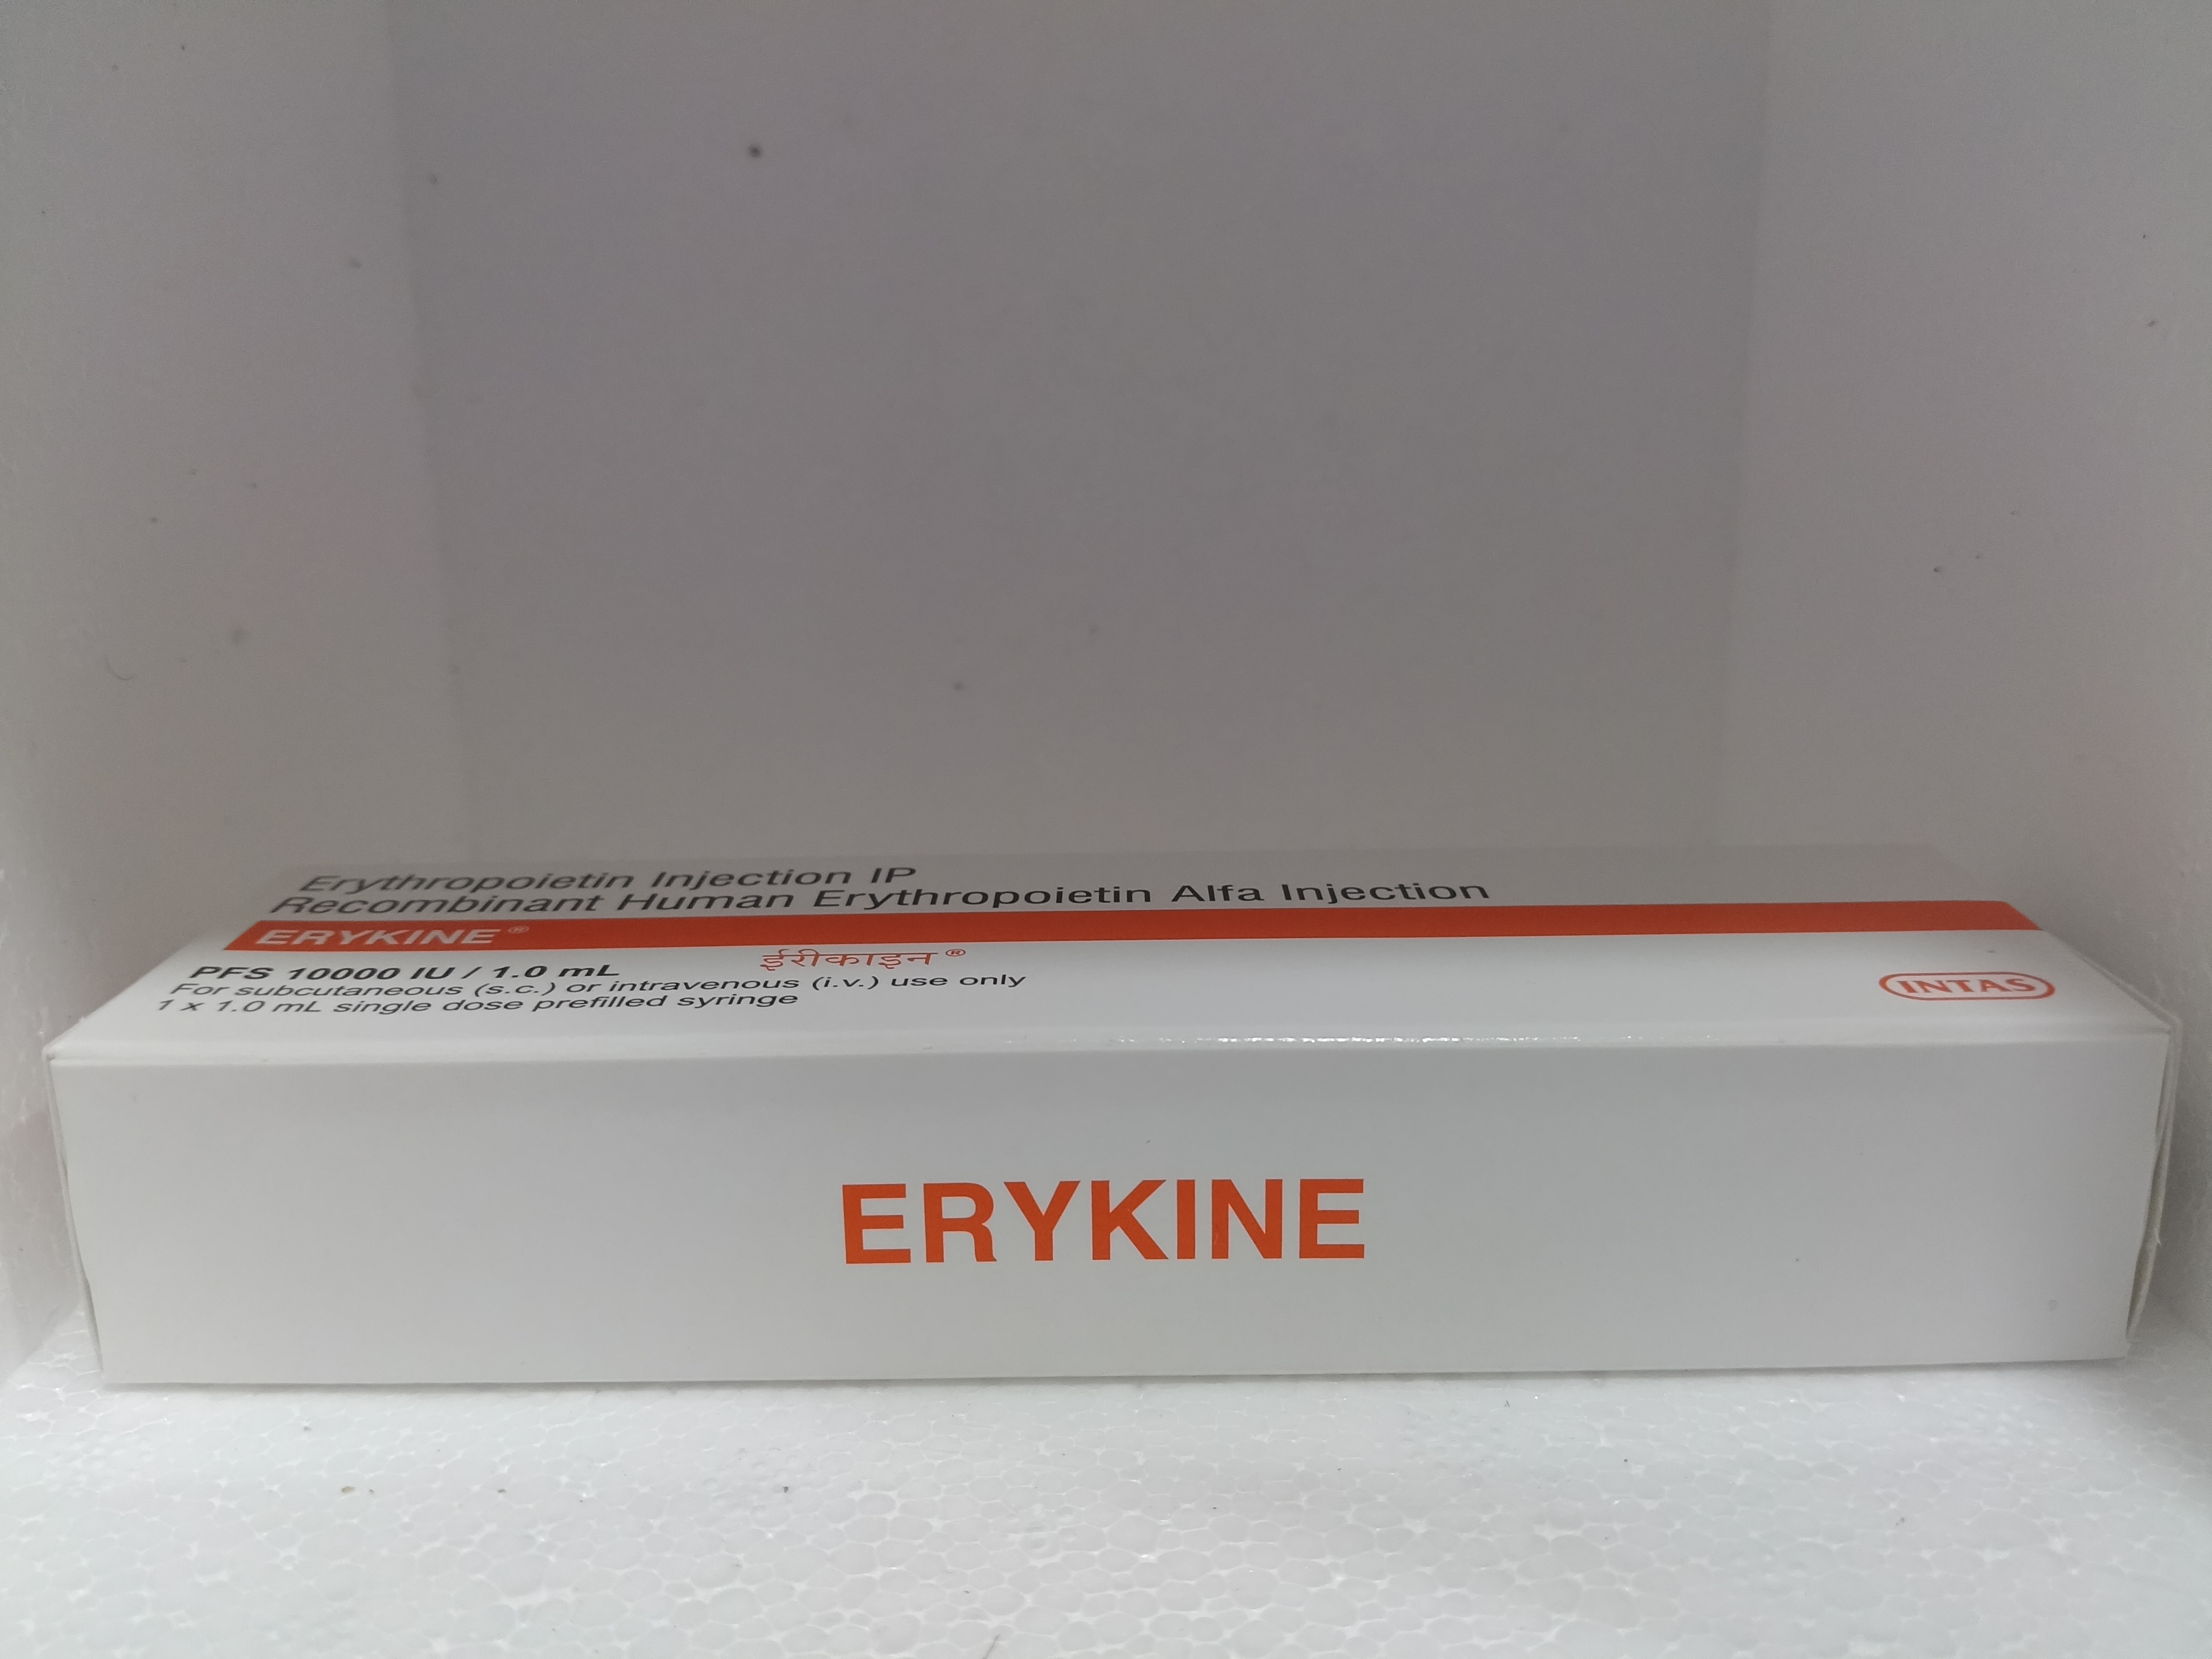 Erythropoietin Injection IP
Recombinant Human Erythropoietin Alfa Injection
ERYKINE®
ईरीकाइन®
PFS 10000 IU / 1.0 mL
For subcutaneous (s.c.) or intravenous (i.v.) use only
1 x 1.0 mL single dose prefilled syringe
INTAS
ERYKINE